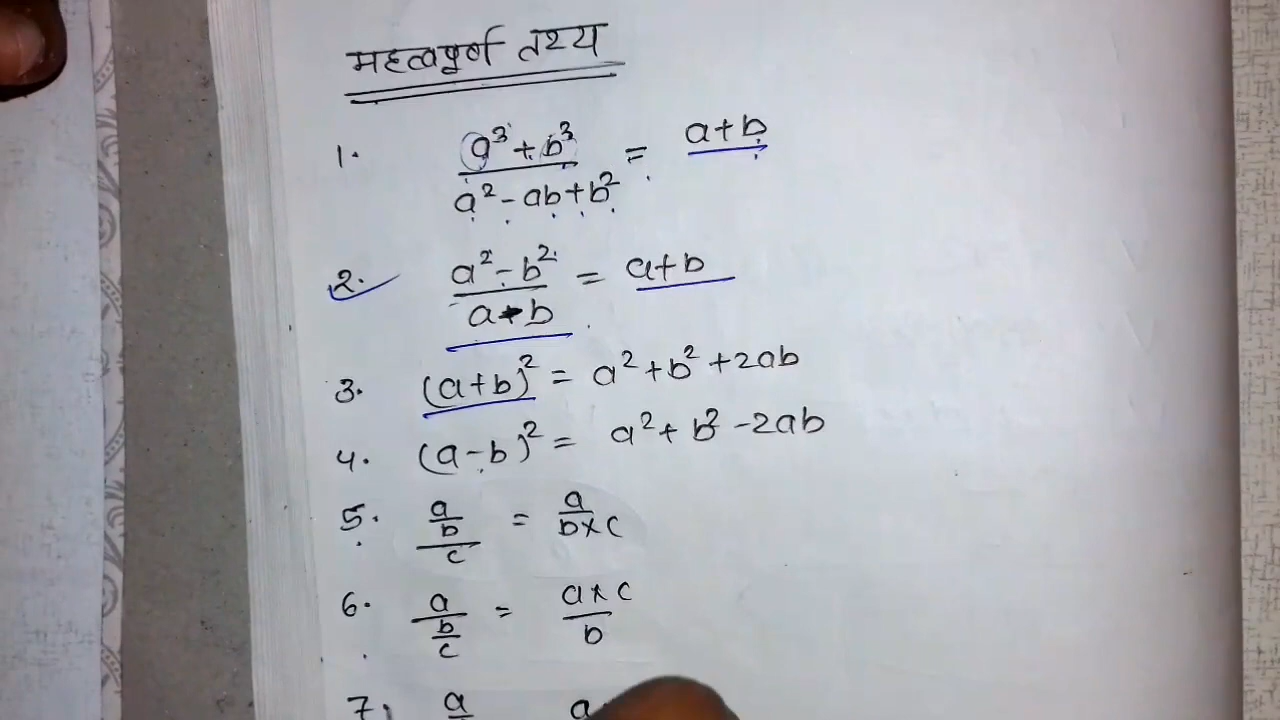 महत्वपूर्ण तथ्य
1. (a³+b³)/(a²-ab+b²) = a+b
2. (a²-b²)/(a-b) = a+b
3. (a+b)² = a²+b²+2ab
4. (a-b)² = a²+b²-2ab
5. (a/b)/c = a/(b×c)
6. a/(b/c) = (a×c)/b
7. a a